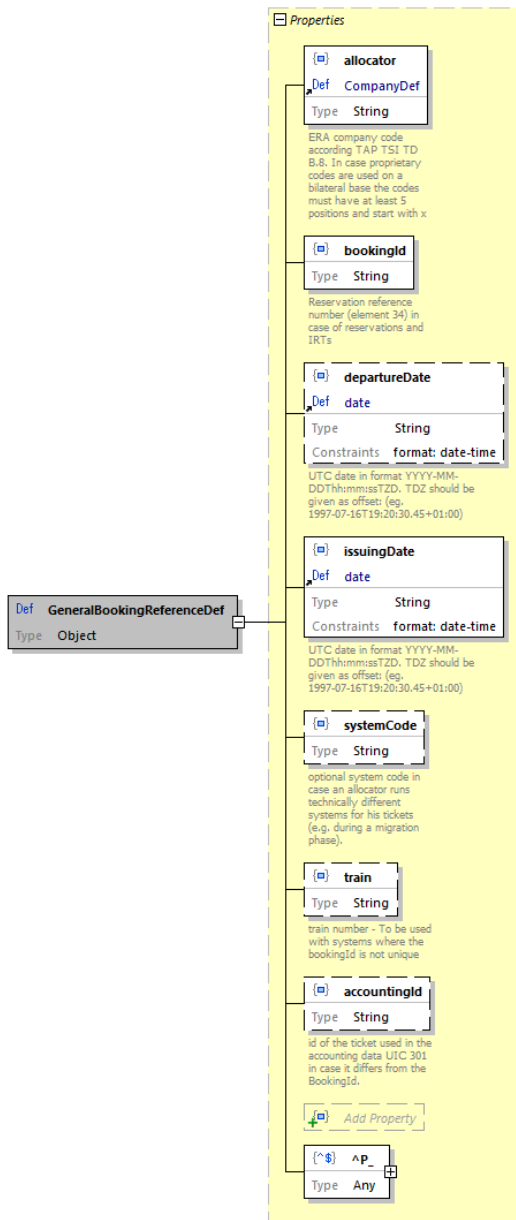 Properties
allocator
Def CompanyDef
Type String
ERA company code
according TAP TSI TD
B.8. In case proprietary
codes are used on a
bilateral base the codes
must have at least 5
positions and start with x
bookingId
Type String
Reservation reference
number (element 34) in
case of reservations and
IRTs
departureDate
Def date
Type String
Constraints format: date-time
UTC date in format YYYY-MM-
DDThh:mm:ssTZD. TDZ should be
given as offset: (eg.
1997-07-16T19:20:30.45+01:00)
issuingDate
Def date
Type String
Constraints format: date-time
UTC date in format YYYY-MM-
DDThh:mm:ssTZD. TDZ should be
given as offset: (eg.
1997-07-16T19:20:30.45+01:00)
Def GeneralBookingReferenceDef
Type Object
systemCode
Type String
optional system code in
case an allocator runs
technically different
systems for his tickets
(e.g. during a migration
phase).
train
Type String
train number - To be used
with systems where the
bookingId is not unique
accountingId
Type String
id of the ticket used in the
accounting data UIC 301
in case it differs from the
BookingId.
Add Property
{^$} ^P_
Type Any